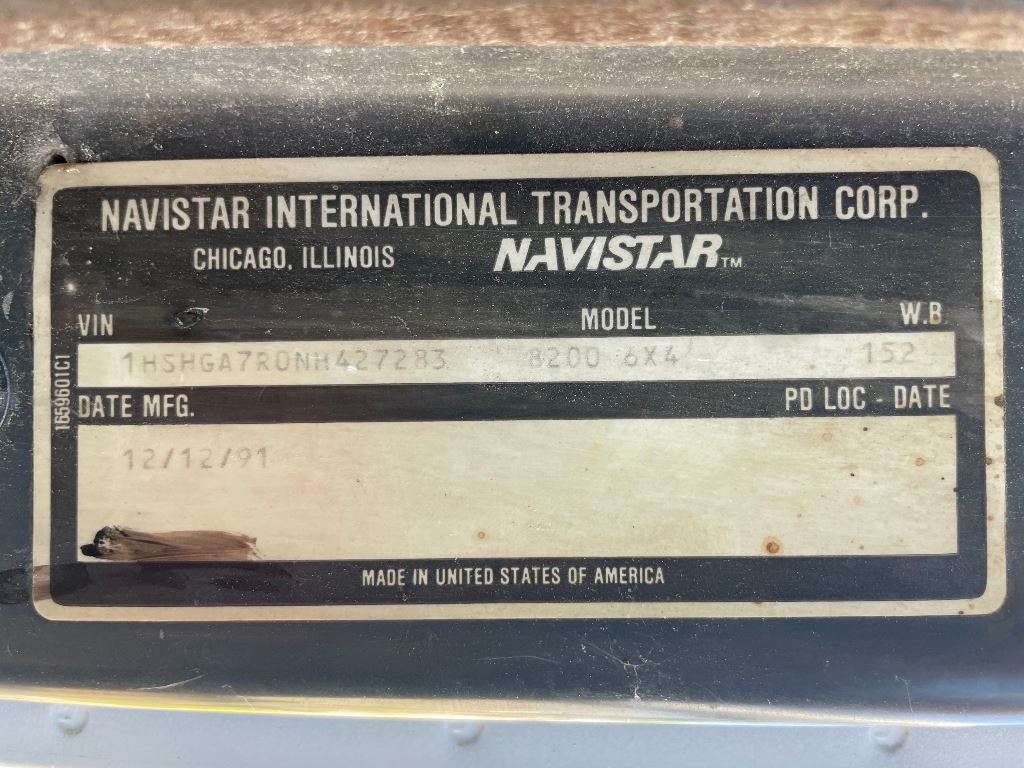 NAVISTAR INTERNATIONAL TRANSPORTATION CORP.
CHICAGO, ILLINOIS NAVISTAR™
VIN MODEL W.B.
1HSHGA7R0NH427283 8200 6X4 152
1659601C1
DATE MFG. PD LOC - DATE
12/12/91
MADE IN UNITED STATES OF AMERICA